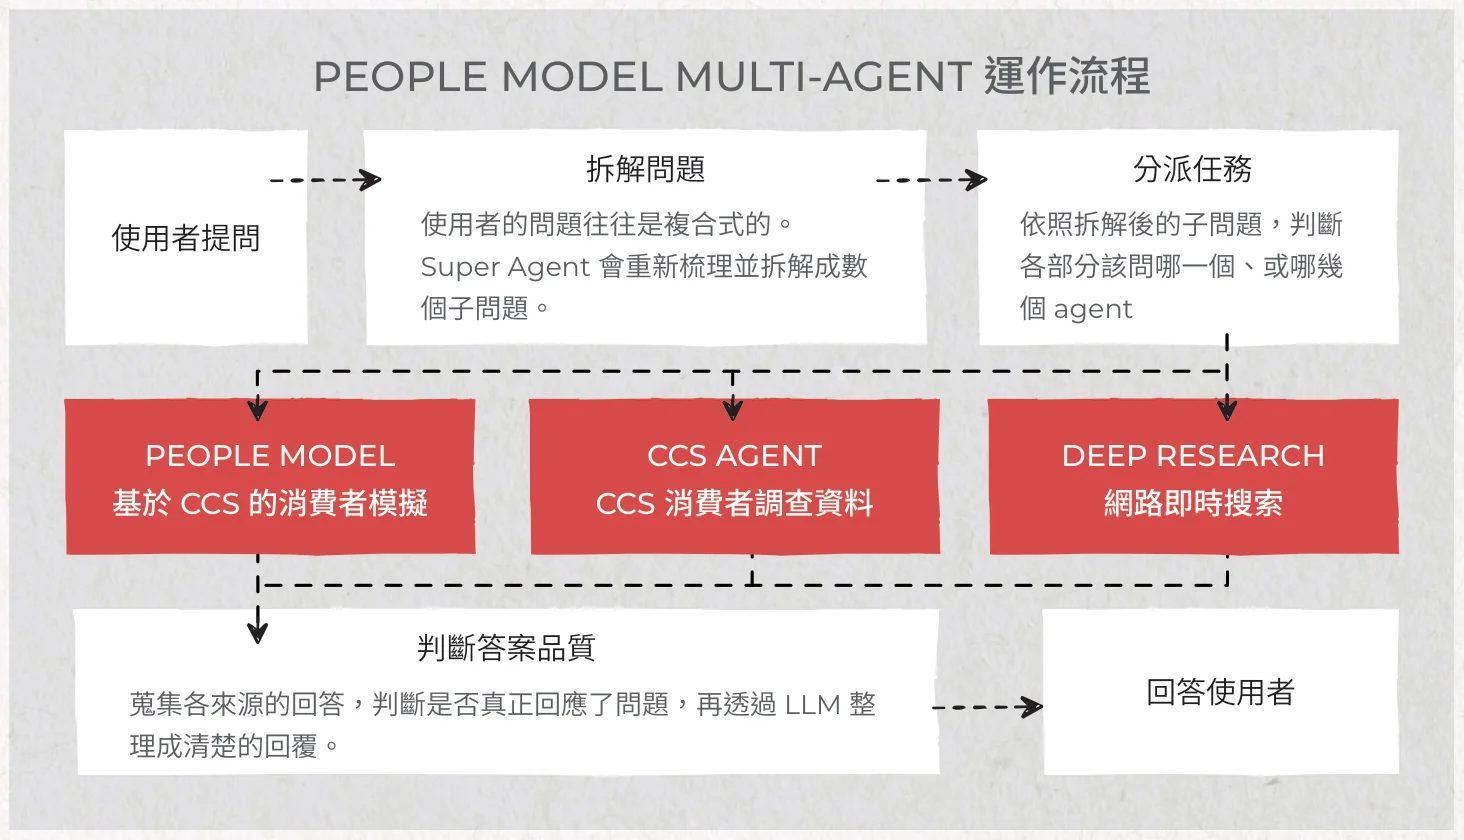 PEOPLE MODEL MULTI-AGENT 運作流程
使用者提問
拆解問題
使用者的問題往往是複合式的。
Super Agent 會重新梳理並拆解成數
個子問題。
分派任務
依照拆解後的子問題，判斷
各部分該問哪一個、或哪幾
個 agent
PEOPLE MODEL
基於 CCS 的消費者模擬
CCS AGENT
CCS 消費者調查資料
DEEP RESEARCH
網路即時搜索
判斷答案品質
蒐集各來源的回答，判斷是否真正回應了問題，再透過 LLM 整
理成清楚的回覆。
回答使用者